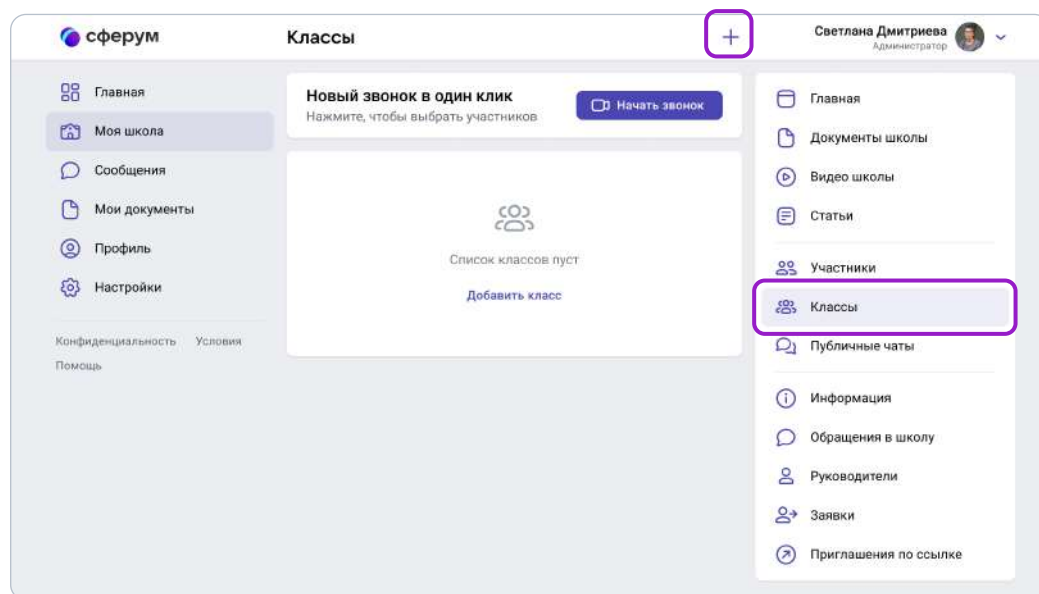 сферум
Классы
Светлана Дмитриева
Администратор
Главная
Моя школа
Сообщения
Мои документы
Профиль
Настройки
Конфиденциальность Условия
Помощь
Новый звонок в один клик
Нажмите, чтобы выбрать участников
Начать звонок
Список классов пуст
Добавить класс
Главная
Документы школы
Видео школы
Статьи
Участники
Классы
Публичные чаты
Информация
Обращения в школу
Руководители
Заявки
Приглашения по ссылке